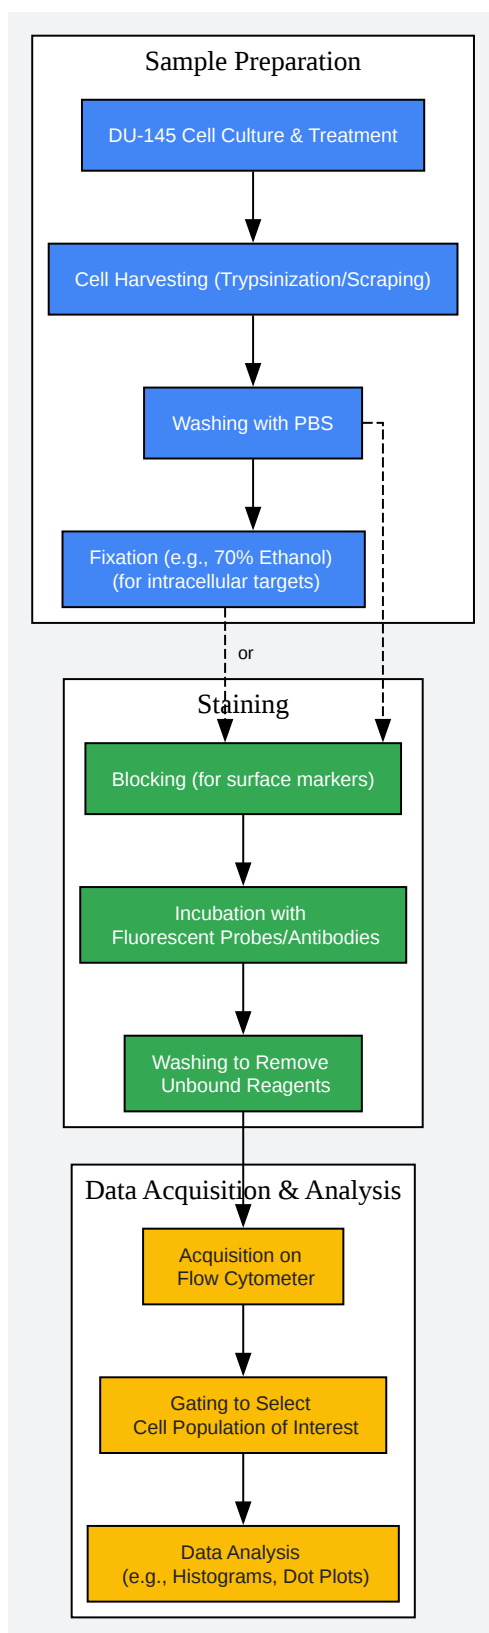 Sample Preparation
DU-145 Cell Culture & Treatment
Cell Harvesting (Trypsinization/Scraping)
Washing with PBS
Fixation (e.g., 70% Ethanol)
(for intracellular targets)
or
Staining
Blocking (for surface markers)
Incubation with
Fluorescent Probes/Antibodies
Washing to Remove
Unbound Reagents
Data Acquisition & Analysis
Acquisition on
Flow Cytometer
Gating to Select
Cell Population of Interest
Data Analysis
(e.g., Histograms, Dot Plots)